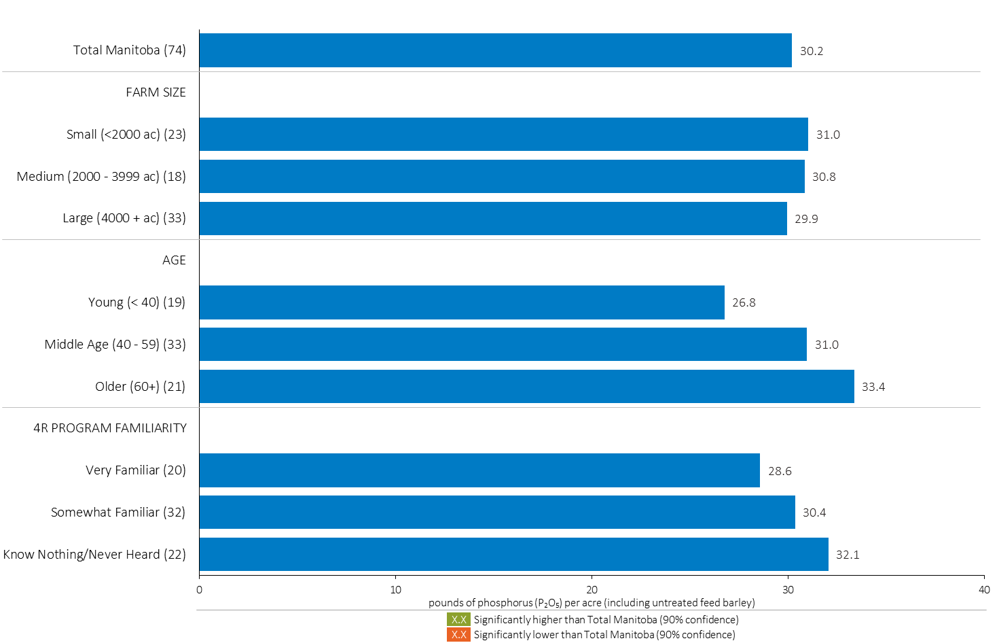 Total Manitoba (74)
30.2
FARM SIZE
Small (<2000 ac) (23)
31.0
Medium (2000 - 3999 ac) (18)
30.8
Large (4000 + ac) (33)
29.9
AGE
Young (< 40) (19)
26.8
Middle Age (40 - 59) (33)
31.0
Older (60+) (21)
33.4
4R PROGRAM FAMILIARITY
Very Familiar (20)
28.6
Somewhat Familiar (32)
30.4
Know Nothing/Never Heard (22)
32.1
0 10 20 30 40
pounds of phosphorus (P₂O₅) per acre (including untreated feed barley)
X.X Significantly higher than Total Manitoba (90% confidence)
X.X Significantly lower than Total Manitoba (90% confidence)